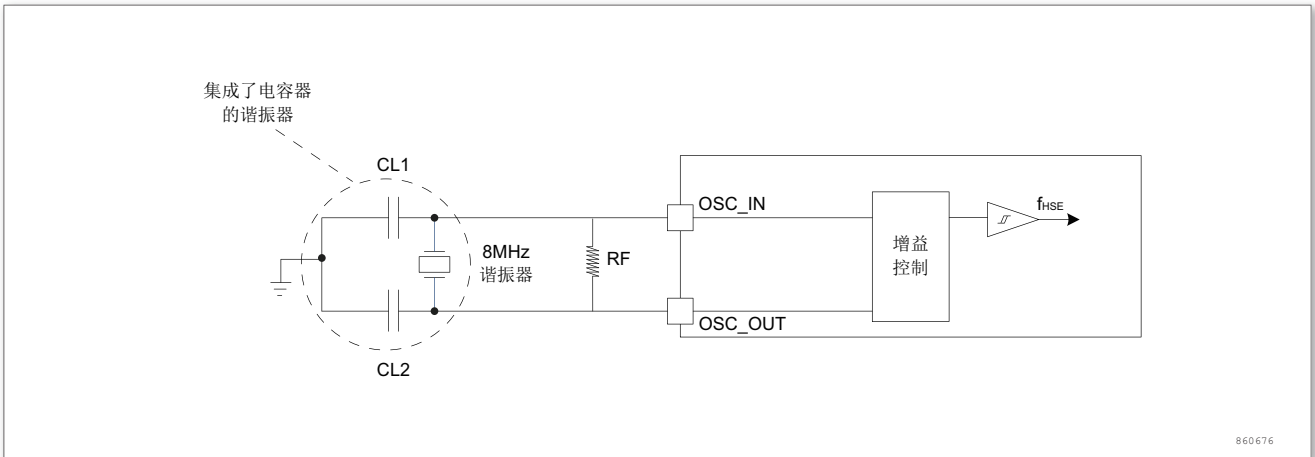 集成了电容器
的谐振器
CL1
OSC_IN
fHSE
8MHz
谐振器
RF
增益
控制
OSC_OUT
CL2
860676